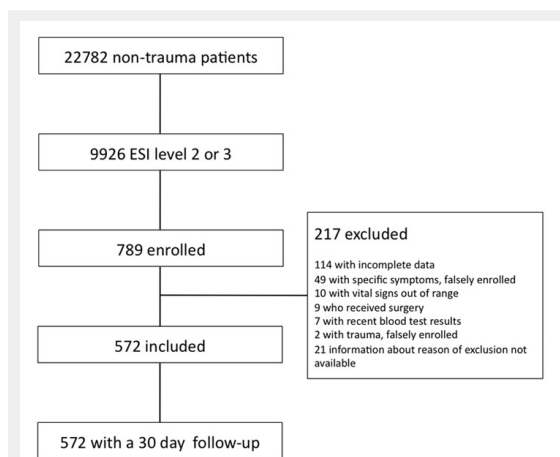 22782 non-trauma patients
9926 ESI level 2 or 3
789 enrolled
217 excluded
114 with incomplete data
49 with specific symptoms, falsely enrolled
10 with vital signs out of range
9 who received surgery
7 with recent blood test results
2 with trauma, falsely enrolled
21 information about reason of exclusion not
available
572 included
572 with a 30 day follow-up